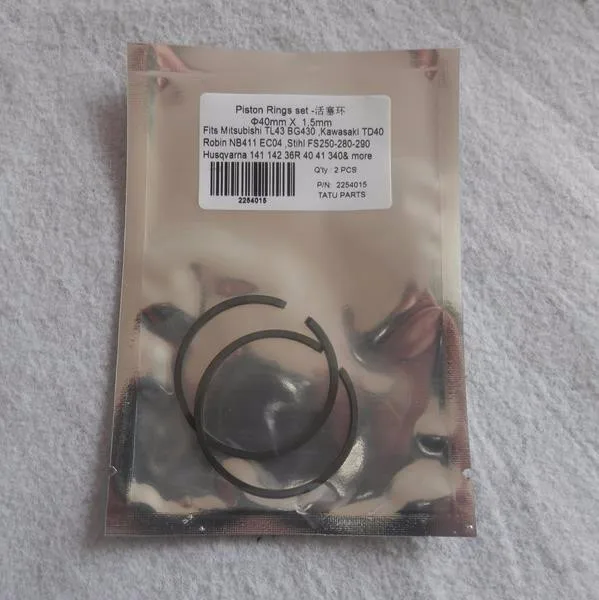 Piston Rings set -活塞环
Φ40mm X 1.5mm
Fits Mitsubishi TL43 BG430 ,Kawasaki TD40
Robin NB411 EC04 ,Stihl FS250-280-290
Husqvarna 141 142 36R 40 41 340& more
Q'ty : 2 PCS
P/N: 2254015
TATU PARTS
2254015